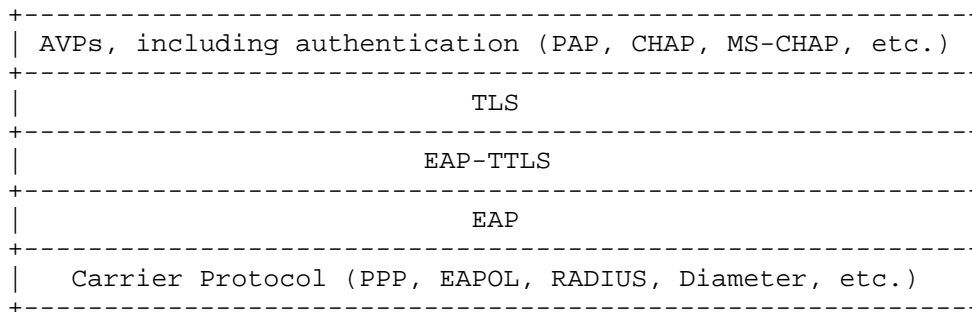 +----------------------------------------------------------
| AVPs, including authentication (PAP, CHAP, MS-CHAP, etc.)
+----------------------------------------------------------
| TLS
+----------------------------------------------------------
| EAP-TTLS
+----------------------------------------------------------
| EAP
+----------------------------------------------------------
| Carrier Protocol (PPP, EAPOL, RADIUS, Diameter, etc.)
+----------------------------------------------------------